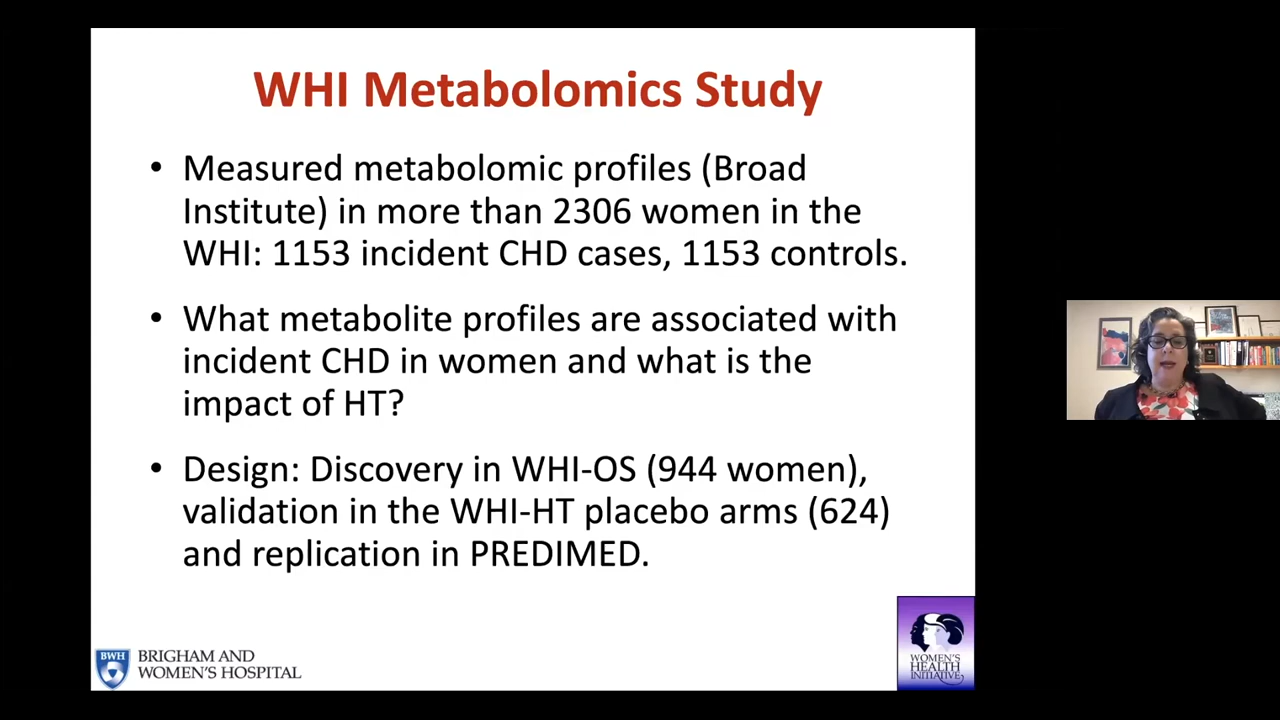 WHI Metabolomics Study
• Measured metabolomic profiles (Broad
Institute) in more than 2306 women in the
WHI: 1153 incident CHD cases, 1153 controls.
• What metabolite profiles are associated with
incident CHD in women and what is the
impact of HT?
• Design: Discovery in WHI-OS (944 women),
validation in the WHI-HT placebo arms (624)
and replication in PREDIMED.
BWH
BRIGHAM AND
WOMEN'S HOSPITAL
WOMEN'S
HEALTH
INITIATIVE